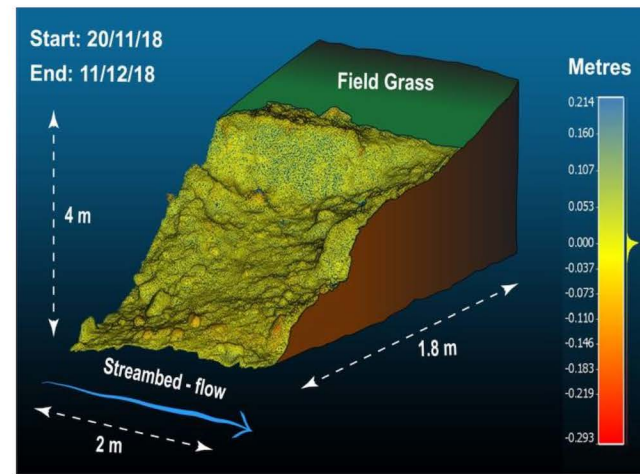 Start: 20/11/18
End: 11/12/18
Field Grass
Metres
0.214
0.160
0.107
0.053
0.000
-0.037
-0.073
-0.110
-0.146
-0.183
-0.219
-0.293
4 m
1.8 m
Streambed - flow
2 m